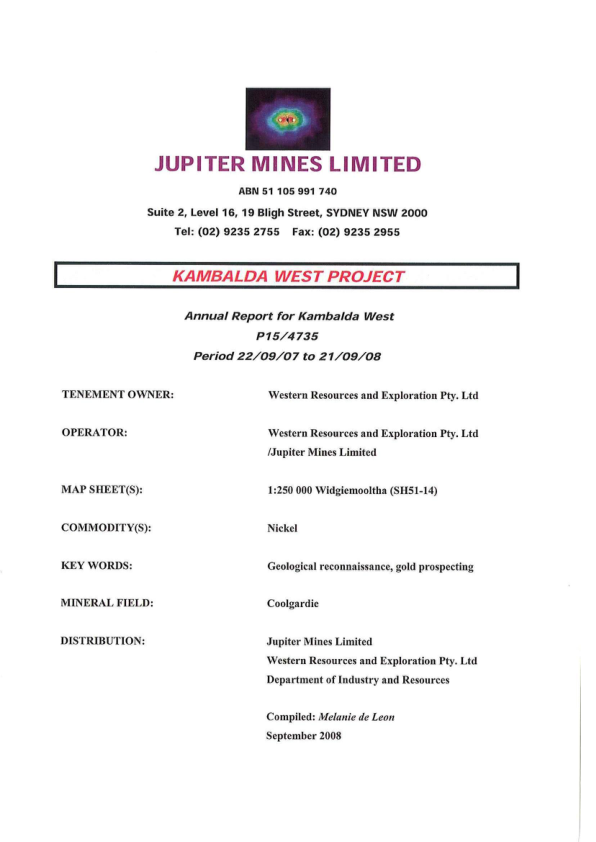 JUPITER MINES LIMITED
ABN 51 105 991 740
Suite 2, Level 16, 19 Bligh Street, SYDNEY NSW 2000
Tel: (02) 9235 2755 Fax: (02) 9235 2955
KAMBALDA WEST PROJECT
Annual Report for Kambalda West
P15/4735
Period 22/09/07 to 21/09/08
TENEMENT OWNER: Western Resources and Exploration Pty. Ltd
OPERATOR: Western Resources and Exploration Pty. Ltd
/Jupiter Mines Limited
MAP SHEET(S): 1:250 000 Widgiemooltha (SH51-14)
COMMODITY(S): Nickel
KEY WORDS: Geological reconnaissance, gold prospecting
MINERAL FIELD: Coolgardie
DISTRIBUTION: Jupiter Mines Limited
Western Resources and Exploration Pty. Ltd
Department of Industry and Resources
Compiled: Melanie de Leon
September 2008